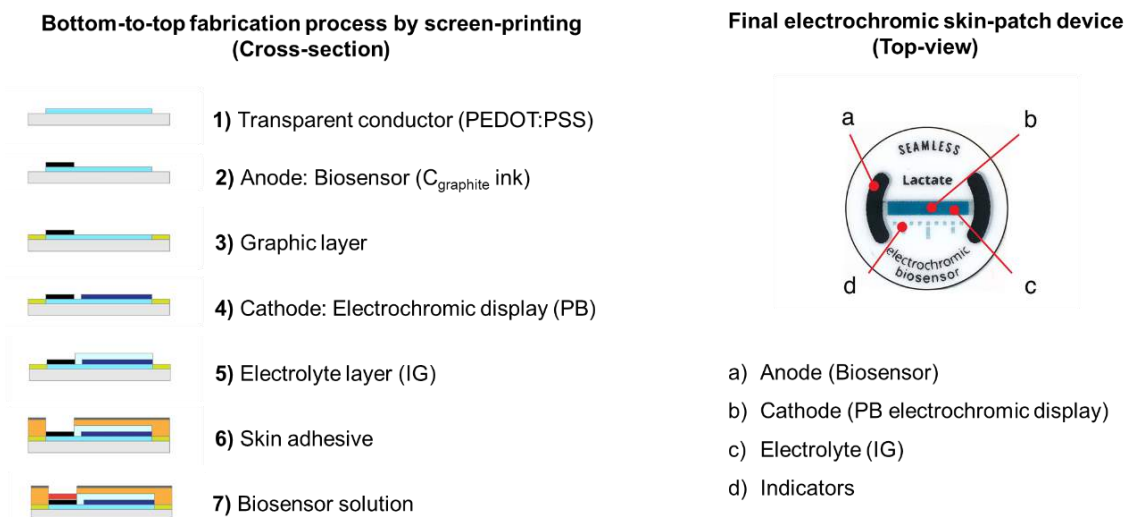 Bottom-to-top fabrication process by screen-printing
(Cross-section)
1) Transparent conductor (PEDOT:PSS)
2) Anode: Biosensor (Cgraphite ink)
3) Graphic layer
4) Cathode: Electrochromic display (PB)
5) Electrolyte layer (IG)
6) Skin adhesive
7) Biosensor solution
Final electrochromic skin-patch device
(Top-view)
a
b
SEAMLESS
Lactate
electrochromic
biosensor
d
c
a) Anode (Biosensor)
b) Cathode (PB electrochromic display)
c) Electrolyte (IG)
d) Indicators